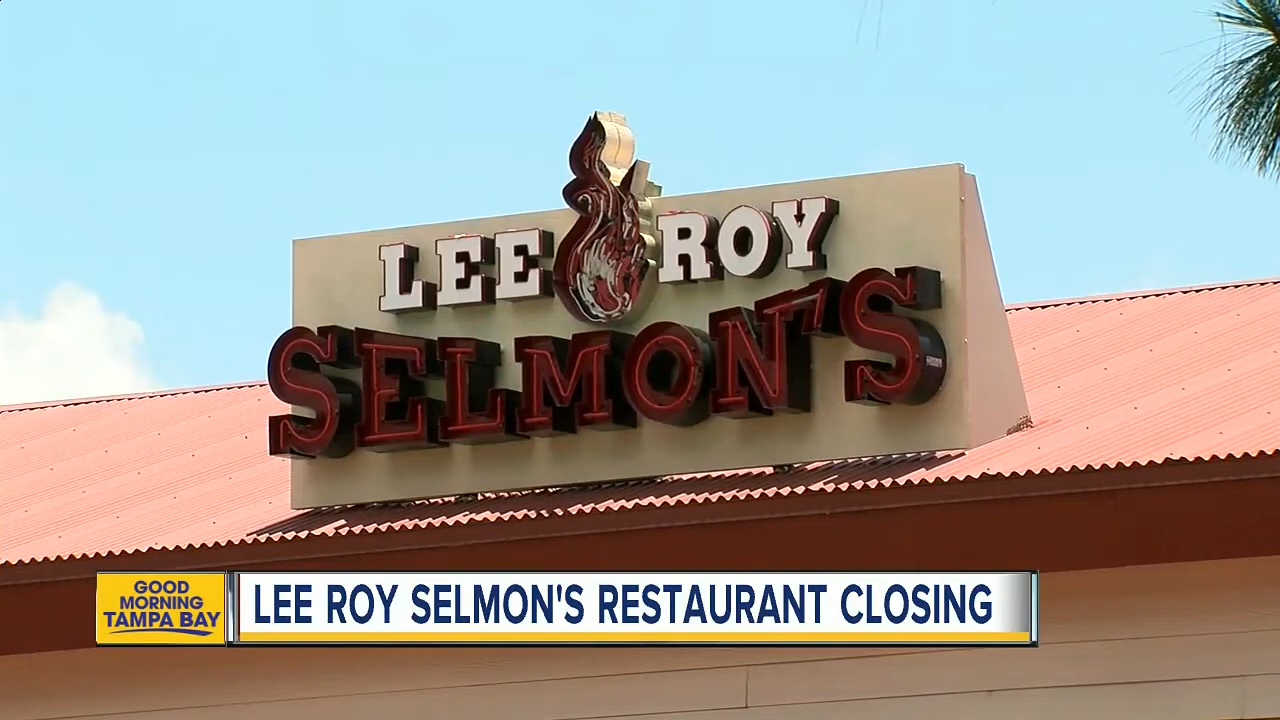 LEE ROY
SELMON'S
GOOD
MORNING
TAMPA BAY
LEE ROY SELMON'S RESTAURANT CLOSING